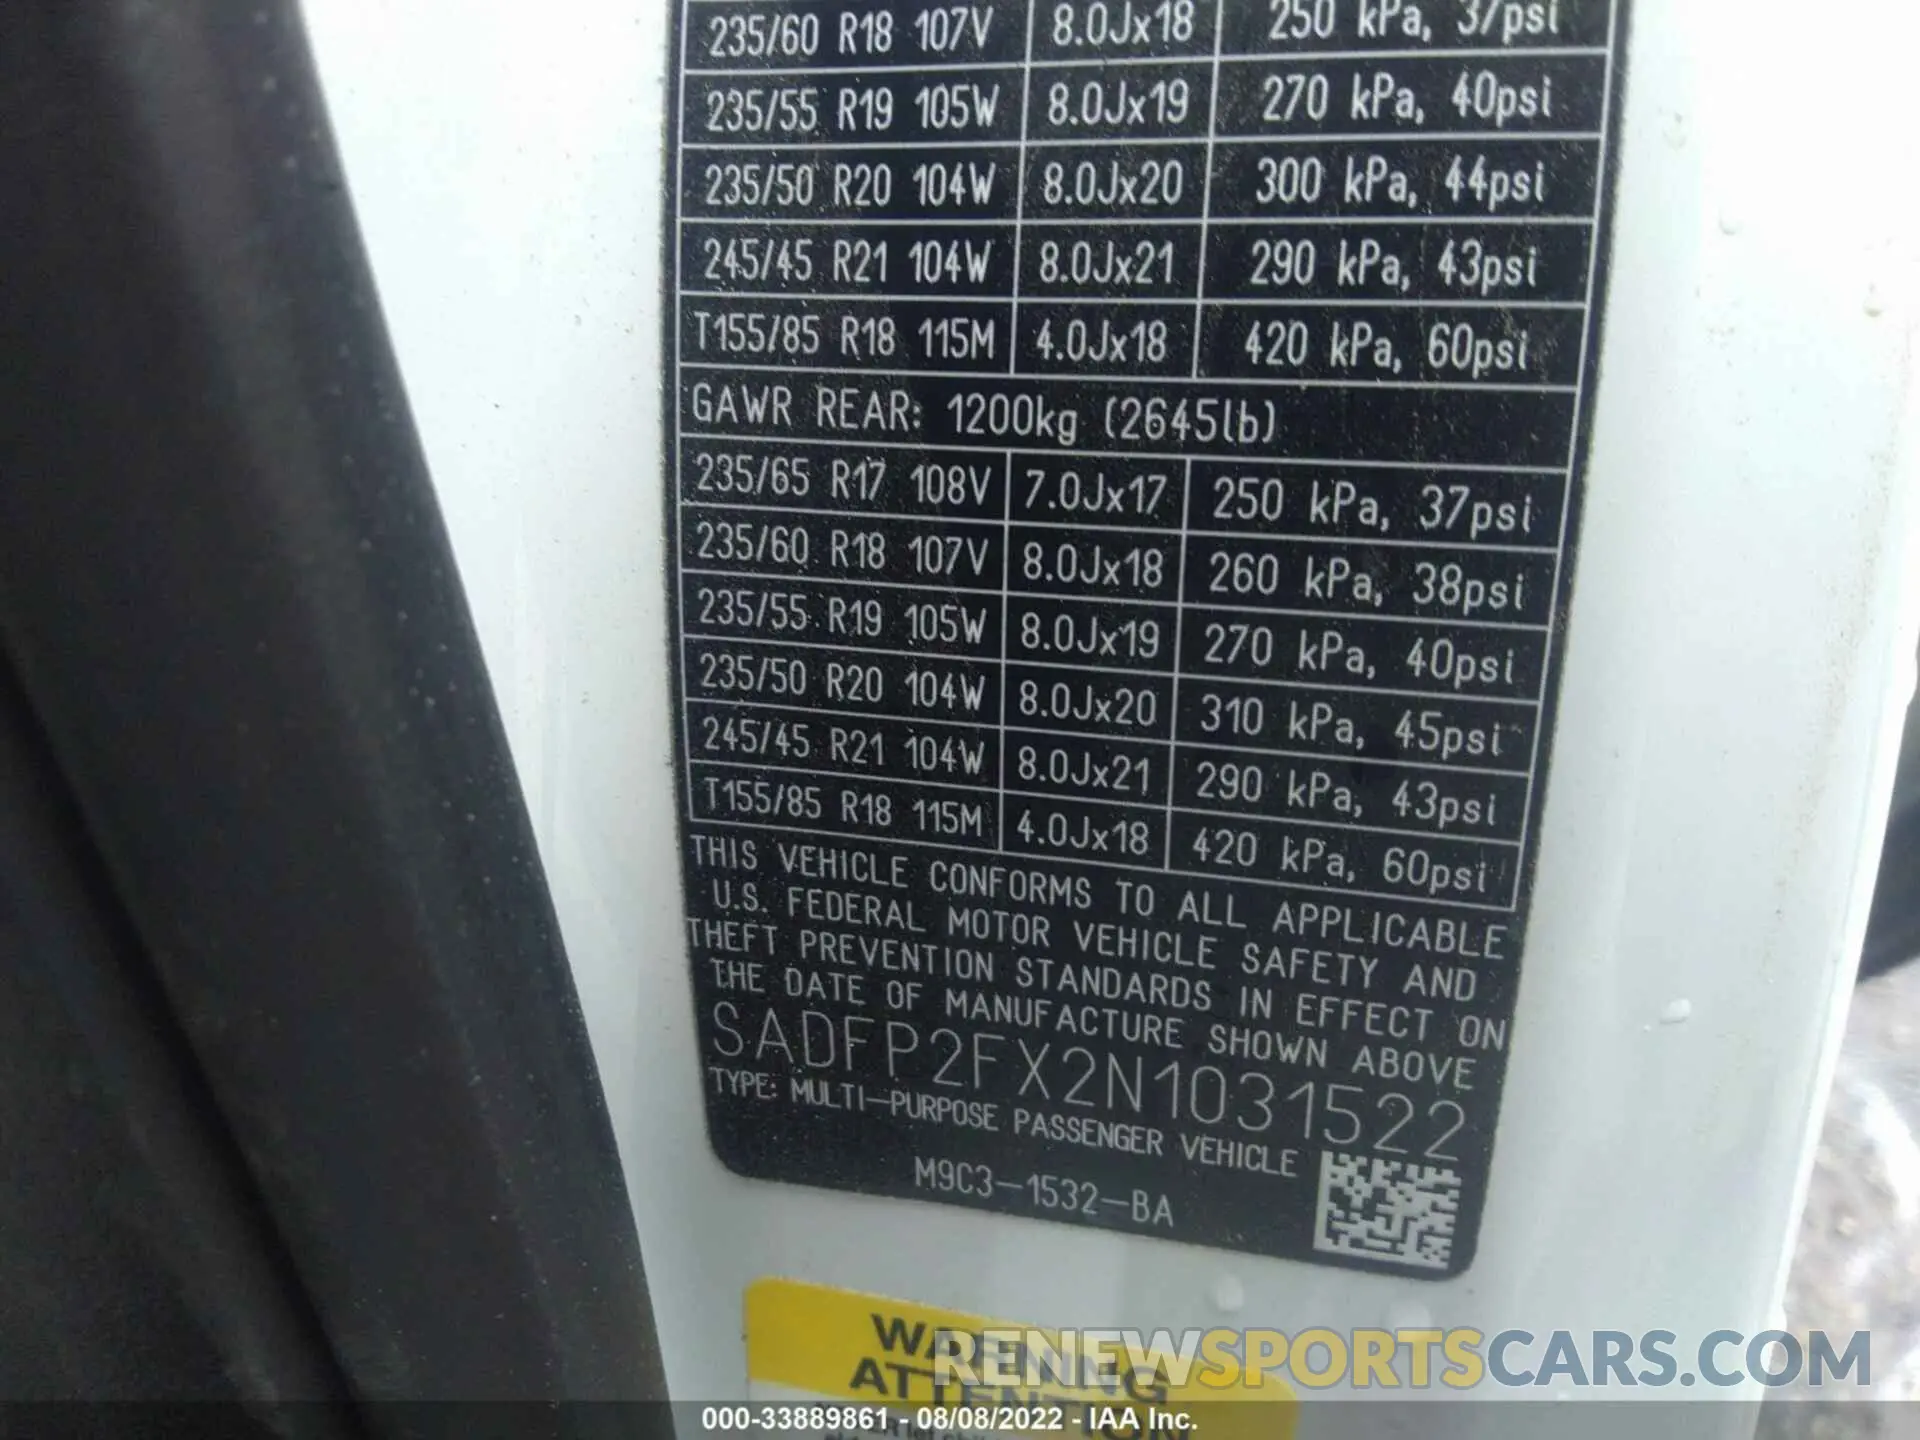 235/60 R18 107V 8.0Jx18 250 kPa, 37psi
235/55 R19 105W 8.0Jx19 270 kPa, 40psi
235/50 R20 104W 8.0Jx20 300 kPa, 44psi
245/45 R21 104W 8.0Jx21 290 kPa, 43psi
T155/85 R18 115M 4.0Jx18 420 kPa, 60psi
GAWR REAR: 1200kg (2645lb)
235/65 R17 108V 7.0Jx17 250 kPa, 37psi
235/60 R18 107V 8.0Jx18 260 kPa, 38psi
235/55 R19 105W 8.0Jx19 270 kPa, 40psi
235/50 R20 104W 8.0Jx20 310 kPa, 45psi
245/45 R21 104W 8.0Jx21 290 kPa, 43psi
T155/85 R18 115M 4.0Jx18 420 kPa, 60psi
THIS VEHICLE CONFORMS TO ALL APPLICABLE
U.S. FEDERAL MOTOR VEHICLE SAFETY AND
THEFT PREVENTION STANDARDS IN EFFECT ON
THE DATE OF MANUFACTURE SHOWN ABOVE
SADFP2FX2N1031522
TYPE: MULTI-PURPOSE PASSENGER VEHICLE
M9C3-1532-BA
WARNING
ATTENTION
RENEWSPORTSCARS.COM
000-33889861 - 08/08/2022 - IAA Inc.